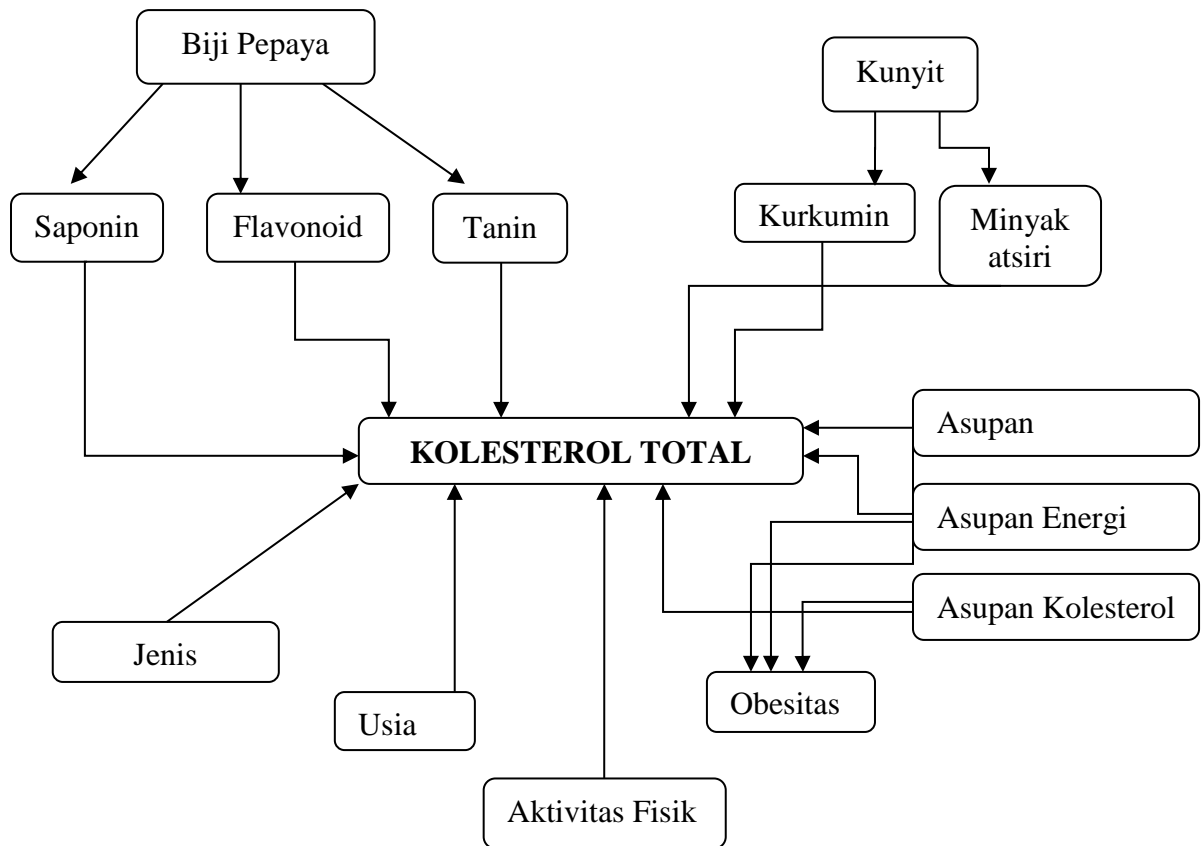 Biji Pepaya
Kunyit
Saponin
Flavonoid
Tanin
Kurkumin
Minyak
atsiri
KOLESTEROL TOTAL
Asupan
Asupan Energi
Asupan Kolesterol
Jenis
Usia
Obesitas
Aktivitas Fisik